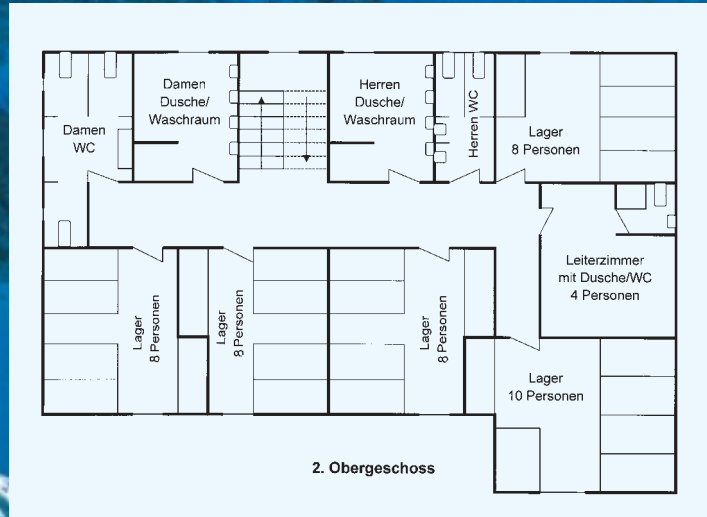 Damen
WC
Damen
Dusche/
Waschraum
Herren
Dusche/
Waschraum
Herren WC
Lager
8 Personen
Leiterzimmer
mit Dusche/WC
4 Personen
Lager
8 Personen
Lager
8 Personen
Lager
8 Personen
Lager
10 Personen
2. Obergeschoss